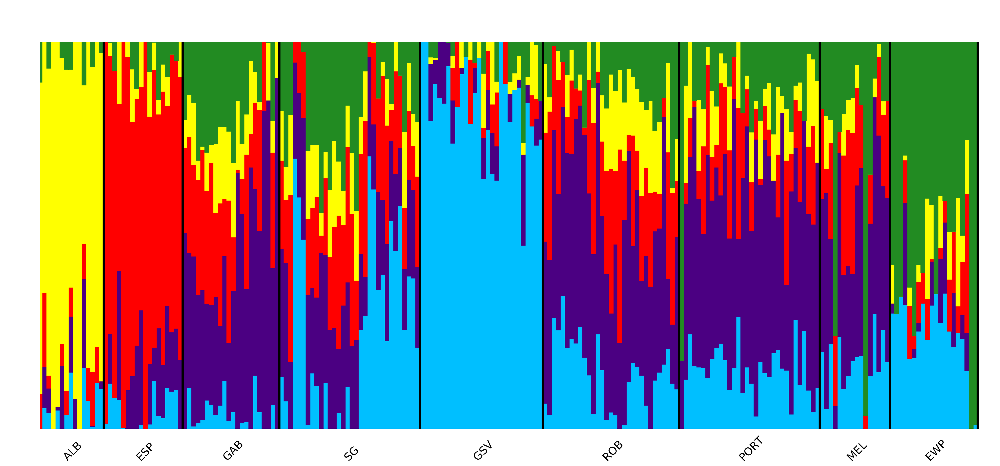 ALB
ESP
GAB
SG
GSV
ROB
PORT
MEL
EWP